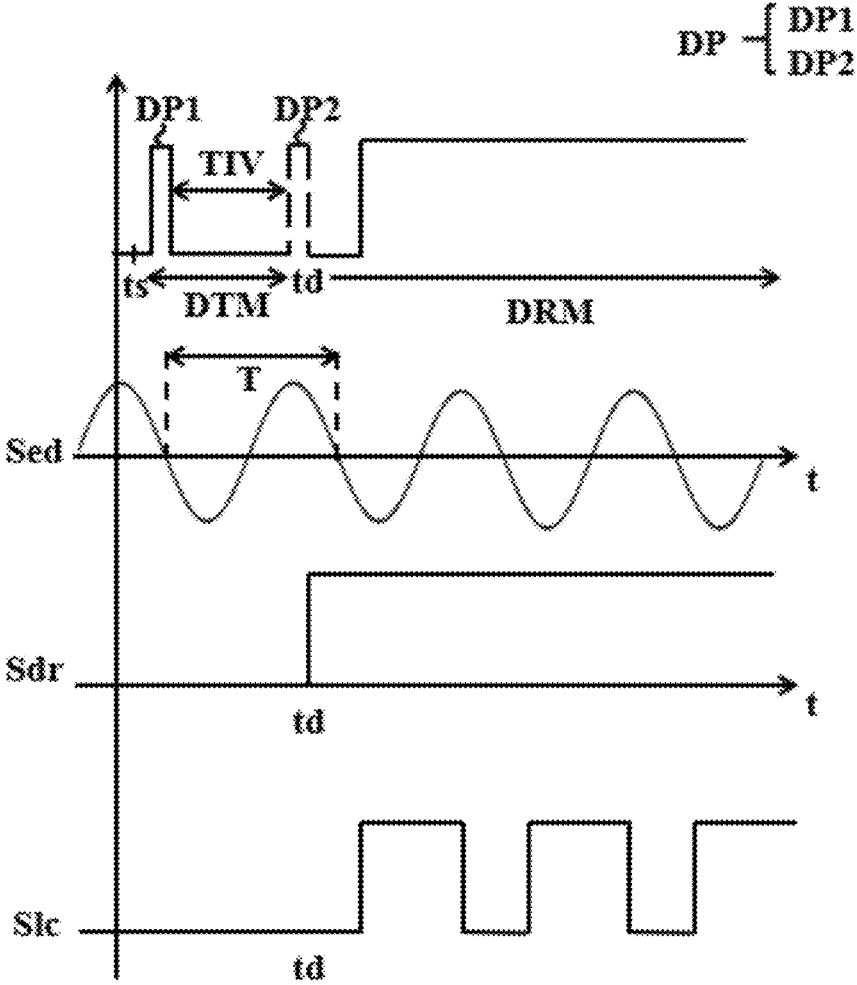 DP DP1
DP2
DP1 DP2
TIV
ts td
DTM DRM
T
Sed t
Sdr t
td
Slc
td